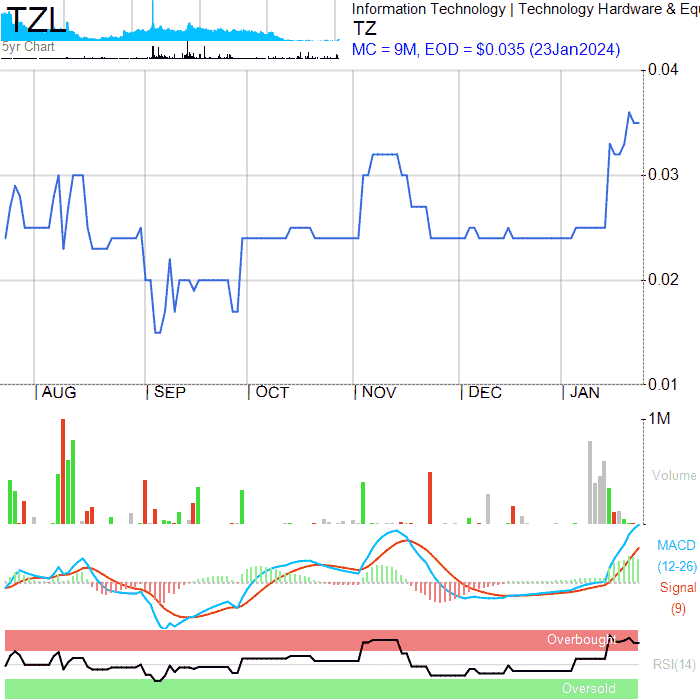 TZL
5yr Chart
Information Technology | Technology Hardware & Equ
TZ
MC = 9M, EOD = $0.035 (23Jan2024)
0.04
0.03
0.02
0.01
AUG
SEP
OCT
NOV
DEC
JAN
1M
Volume
MACD
(12-26)
Signal
(9)
Overbought
RSI(14)
Oversold